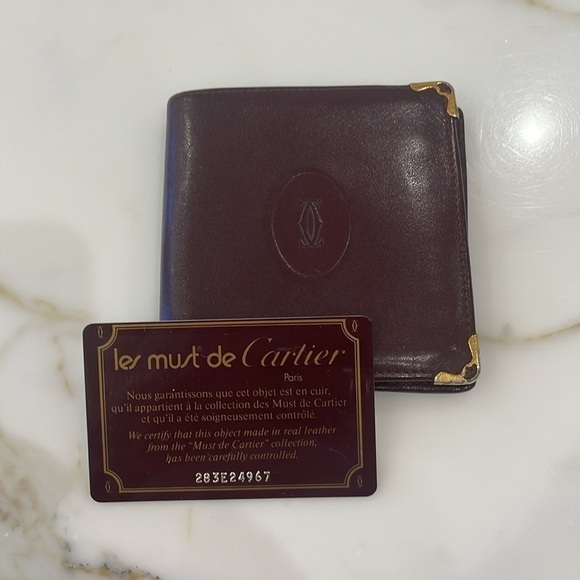 les must de Cartier
Paris
Nous garantissons que cet objet est en cuir,
qu'il appartient à la collection des Must de Cartier
et qu'il a été soigneusement contrôlé.
We certify that this object made in real leather
from the "Must de Cartier" collection,
has been carefully controlled.
283E24967